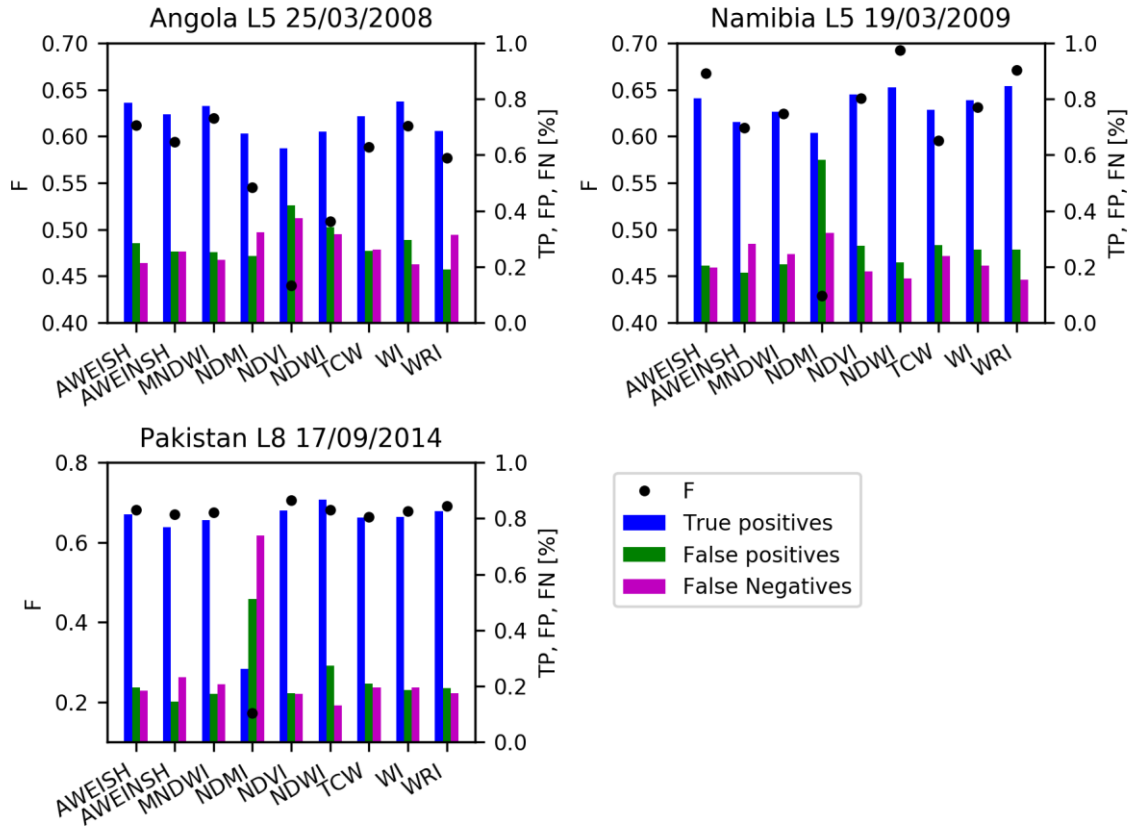 Angola L5 25/03/2008
0.70
0.65
0.60
0.55
0.50
0.45
0.40
F
1.0
0.8
0.6
0.4
0.2
0.0
TP, FP, FN [%]
AWEISH
AWEINSH
MNDWI
NDMI
NDVI
NDWI
TCW
WI
WRI
Namibia L5 19/03/2009
0.70
0.65
0.60
0.55
0.50
0.45
0.40
F
1.0
0.8
0.6
0.4
0.2
0.0
TP, FP, FN [%]
AWEISH
AWEINSH
MNDWI
NDMI
NDVI
NDWI
TCW
WI
WRI
Pakistan L8 17/09/2014
0.8
0.6
0.4
0.2
F
1.0
0.8
0.6
0.4
0.2
0.0
TP, FP, FN [%]
AWEISH
AWEINSH
MNDWI
NDMI
NDVI
NDWI
TCW
WI
WRI
F
True positives
False positives
False Negatives